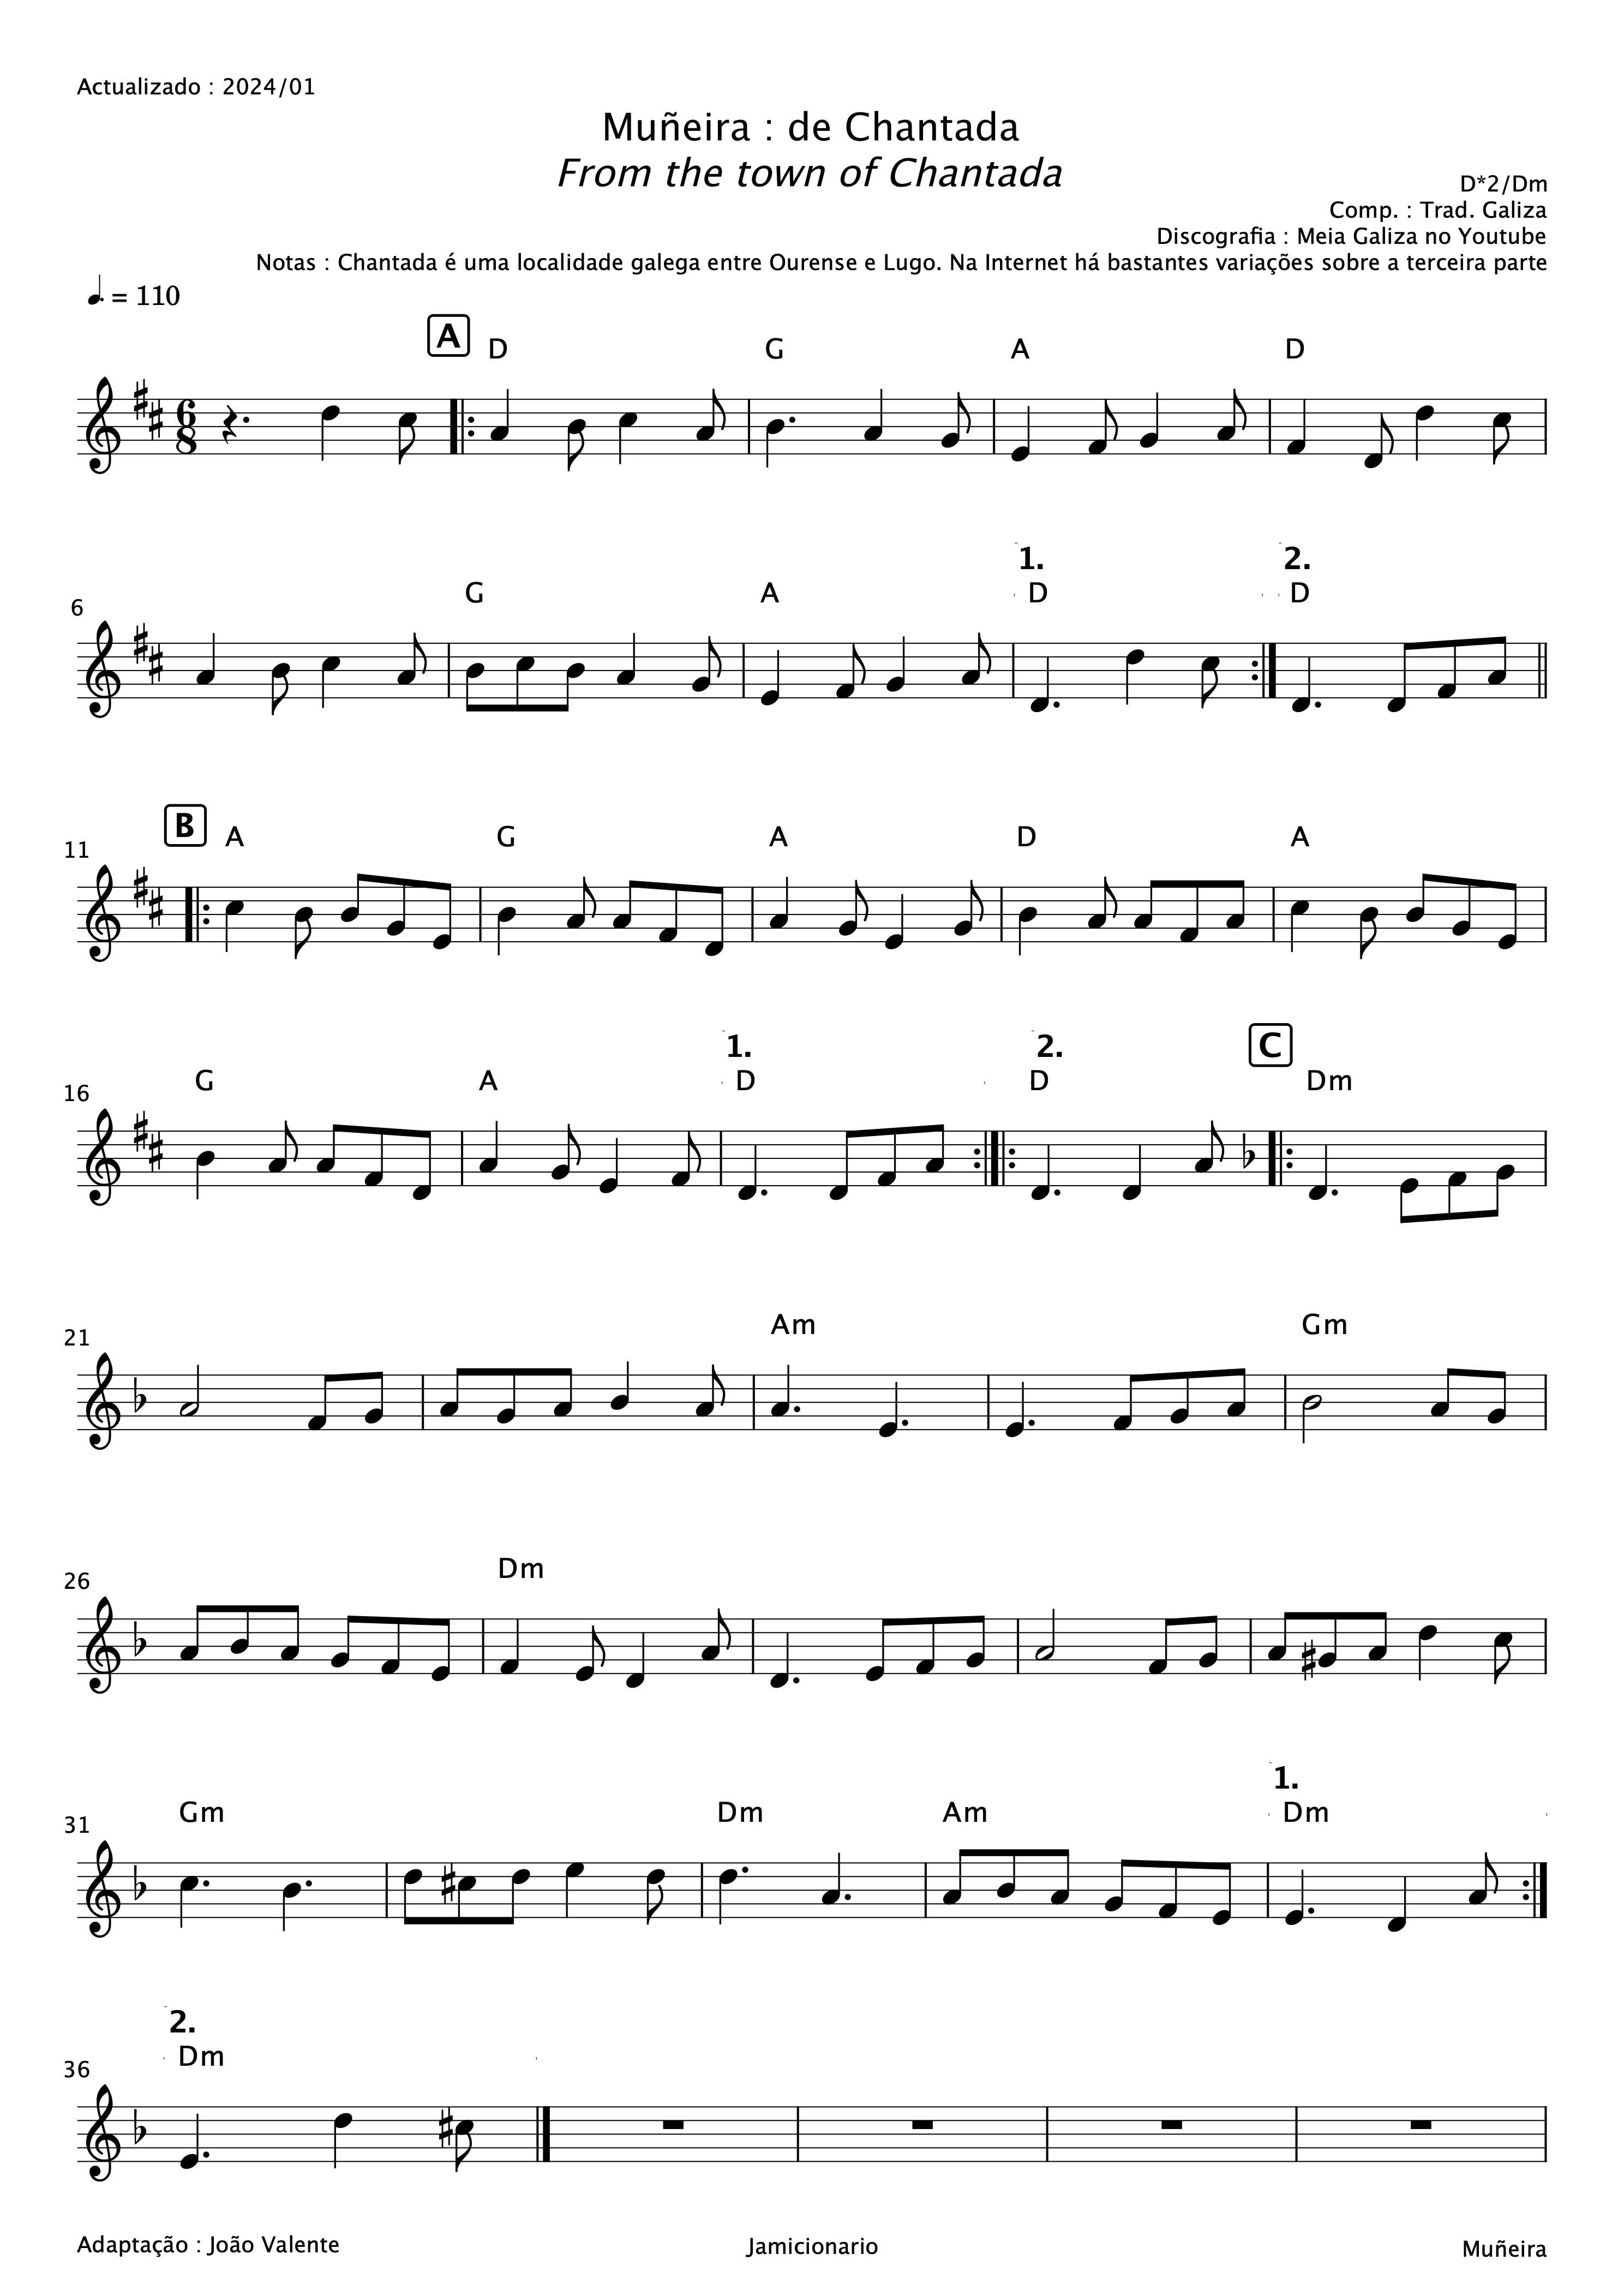 Actualizado : 2024/01
Muñeira : de Chantada
From the town of Chantada
D*2/Dm
Comp. : Trad. Galiza
Discografia : Meia Galiza no Youtube
Notas : Chantada é uma localidade galega entre Ourense e Lugo. Na Internet há bastantes variações sobre a terceira parte
= 110
A
D G A D
6 8
1. 2.
6 G A D D
B
11 A G A D A
1. 2. C
16 G A D D Dm
21 Am Gm
26 Dm
1.
31 Gm Dm Am Dm
2.
36 Dm
Adaptação : João Valente Jamicionario Muñeira